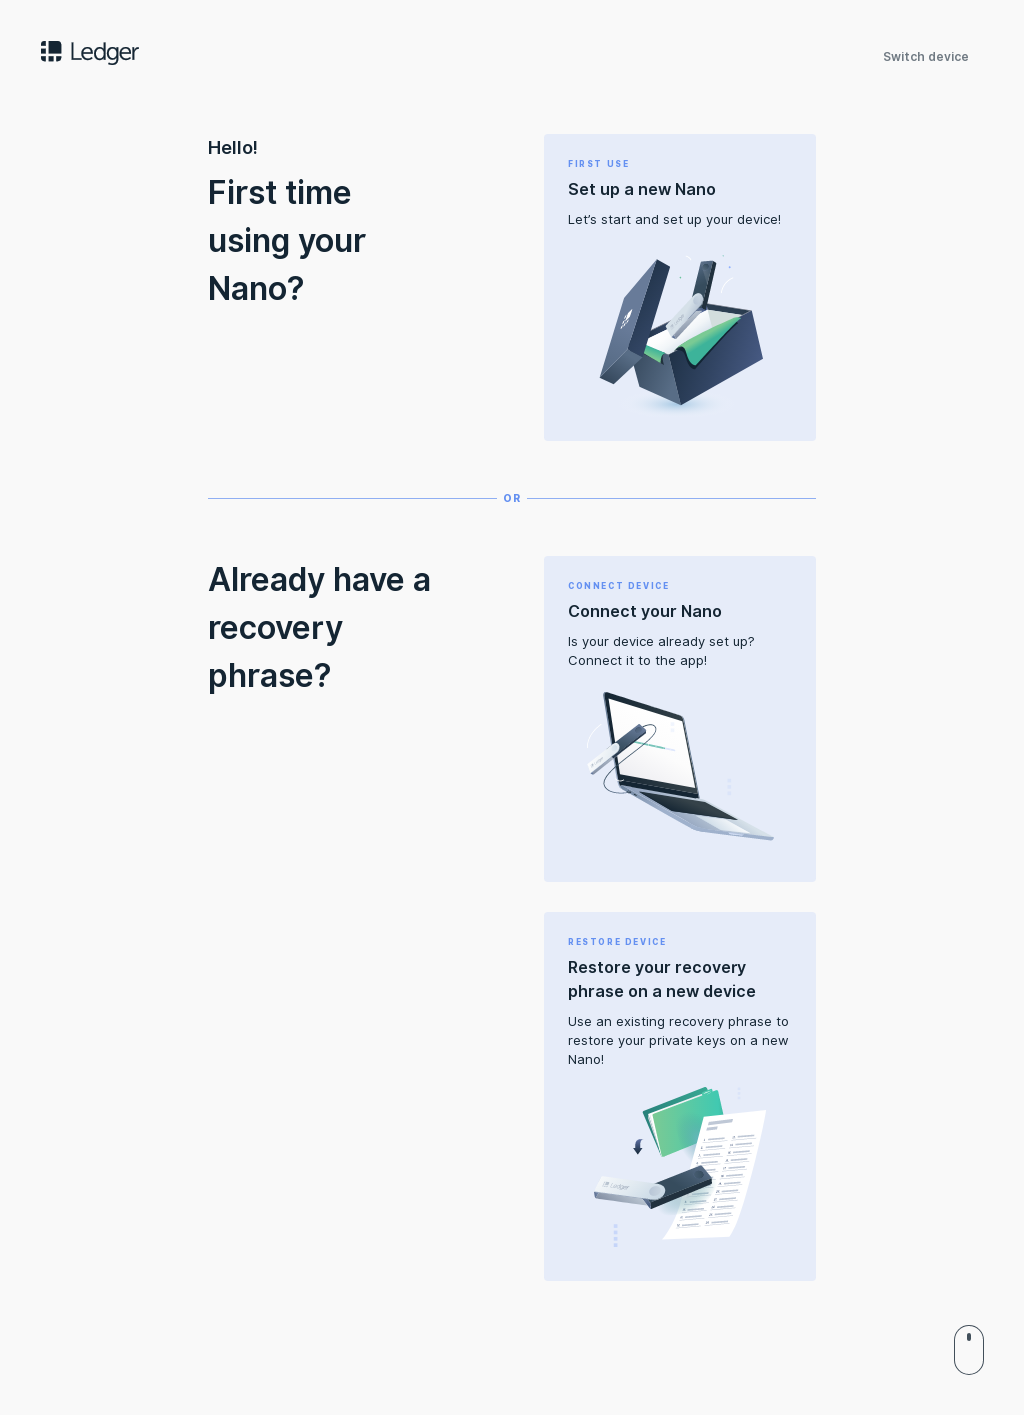 Ledger
Switch device
Hello!
First time
using your
Nano?
FIRST USE
Set up a new Nano
Let’s start and set up your device!
OR
Already have a
recovery
phrase?
CONNECT DEVICE
Connect your Nano
Is your device already set up?
Connect it to the app!
RESTORE DEVICE
Restore your recovery
phrase on a new device
Use an existing recovery phrase to
restore your private keys on a new
Nano!
Ledger